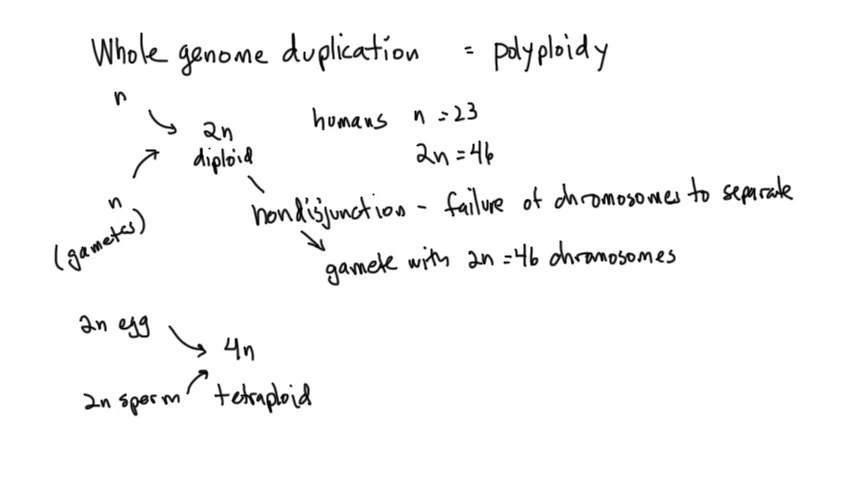 Whole genome duplication = polyploidy
n
humans n = 23
2n
diploid
2n = 46
n
(gametes)
nondisjunction - failure of chromosomes to separate
gamete with 2n = 46 chromosomes
2n egg
4n
2n sperm
tetraploid